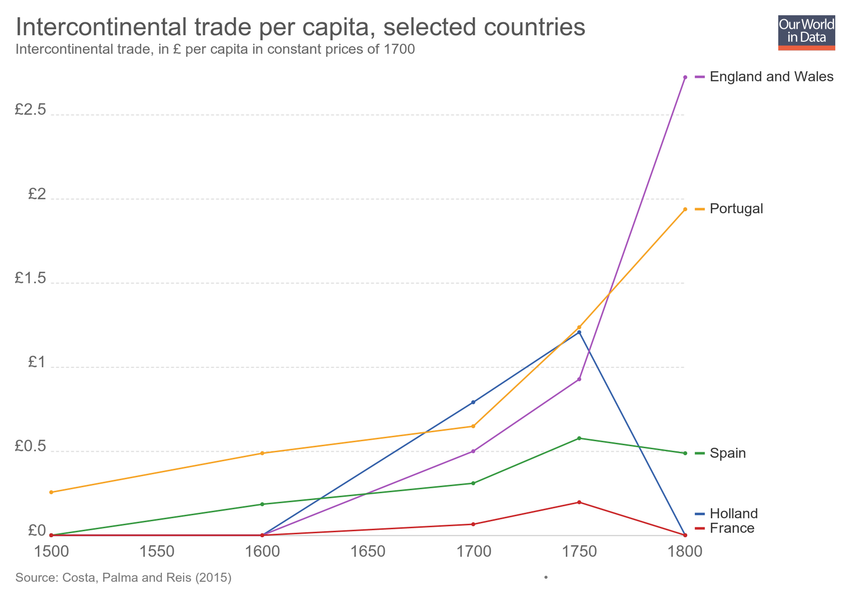 Intercontinental trade per capita, selected countries
Intercontinental trade, in £ per capita in constant prices of 1700
Our World
in Data
England and Wales
£2.5
£2
Portugal
£1.5
£1
£0.5
Spain
Holland
France
£0
1500 1550 1600 1650 1700 1750 1800
Source: Costa, Palma and Reis (2015)